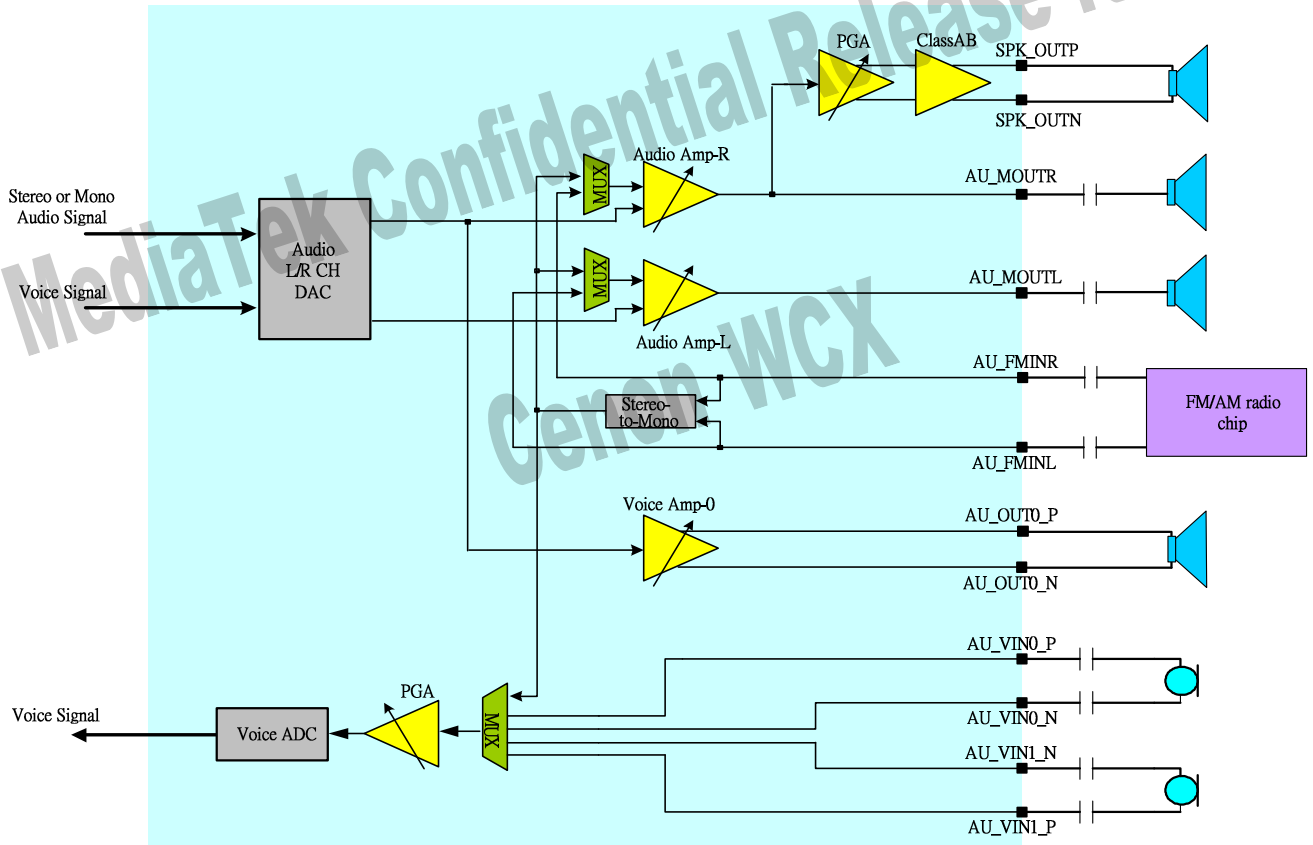 MediaTek Confidential Release for
Cenon WCX
PGA
ClassAB
SPK_OUTP
SPK_OUTN
Audio Amp-R
MUX
AU_MOUTR
Stereo or Mono
Audio Signal
Audio
L/R CH
DAC
Voice Signal
MUX
AU_MOUTL
Audio Amp-L
AU_FMINR
Stereo-
to-Mono
FM/AM radio
chip
AU_FMINL
Voice Amp-0
AU_OUT0_P
AU_OUT0_N
AU_VIN0_P
PGA
MUX
Voice Signal
Voice ADC
AU_VIN0_N
AU_VIN1_N
AU_VIN1_P